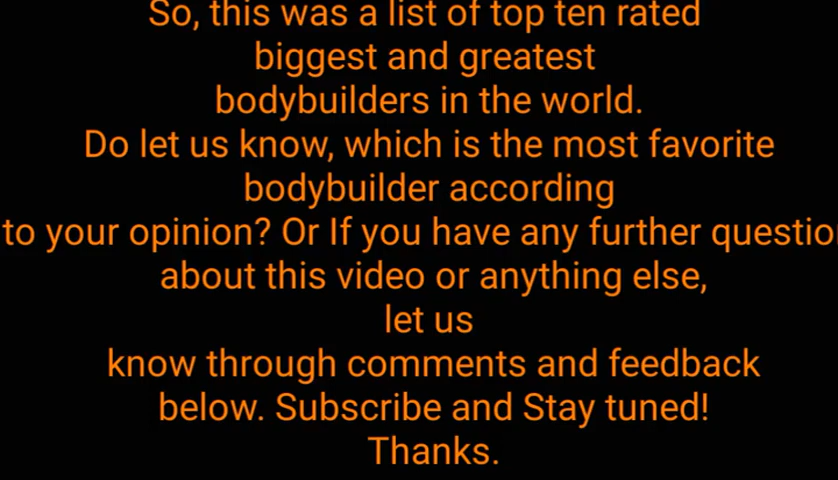 So, this was a list of top ten rated
biggest and greatest
bodybuilders in the world.
Do let us know, which is the most favorite
bodybuilder according
to your opinion? Or If you have any further
about this video or anything else,
let us
know through comments and feedback
below. Subscribe and Stay tuned!
Thanks.